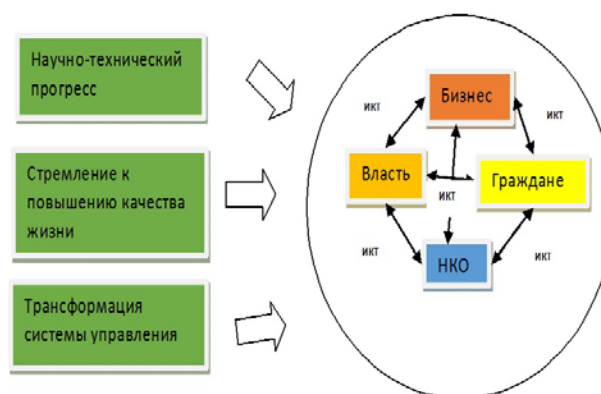 Научно-технический
прогресс
Стремление к
повышению качества
жизни
Трансформация
системы управления
Бизнес
икт
икт
Власть
Граждане
икт
икт
НКО
икт